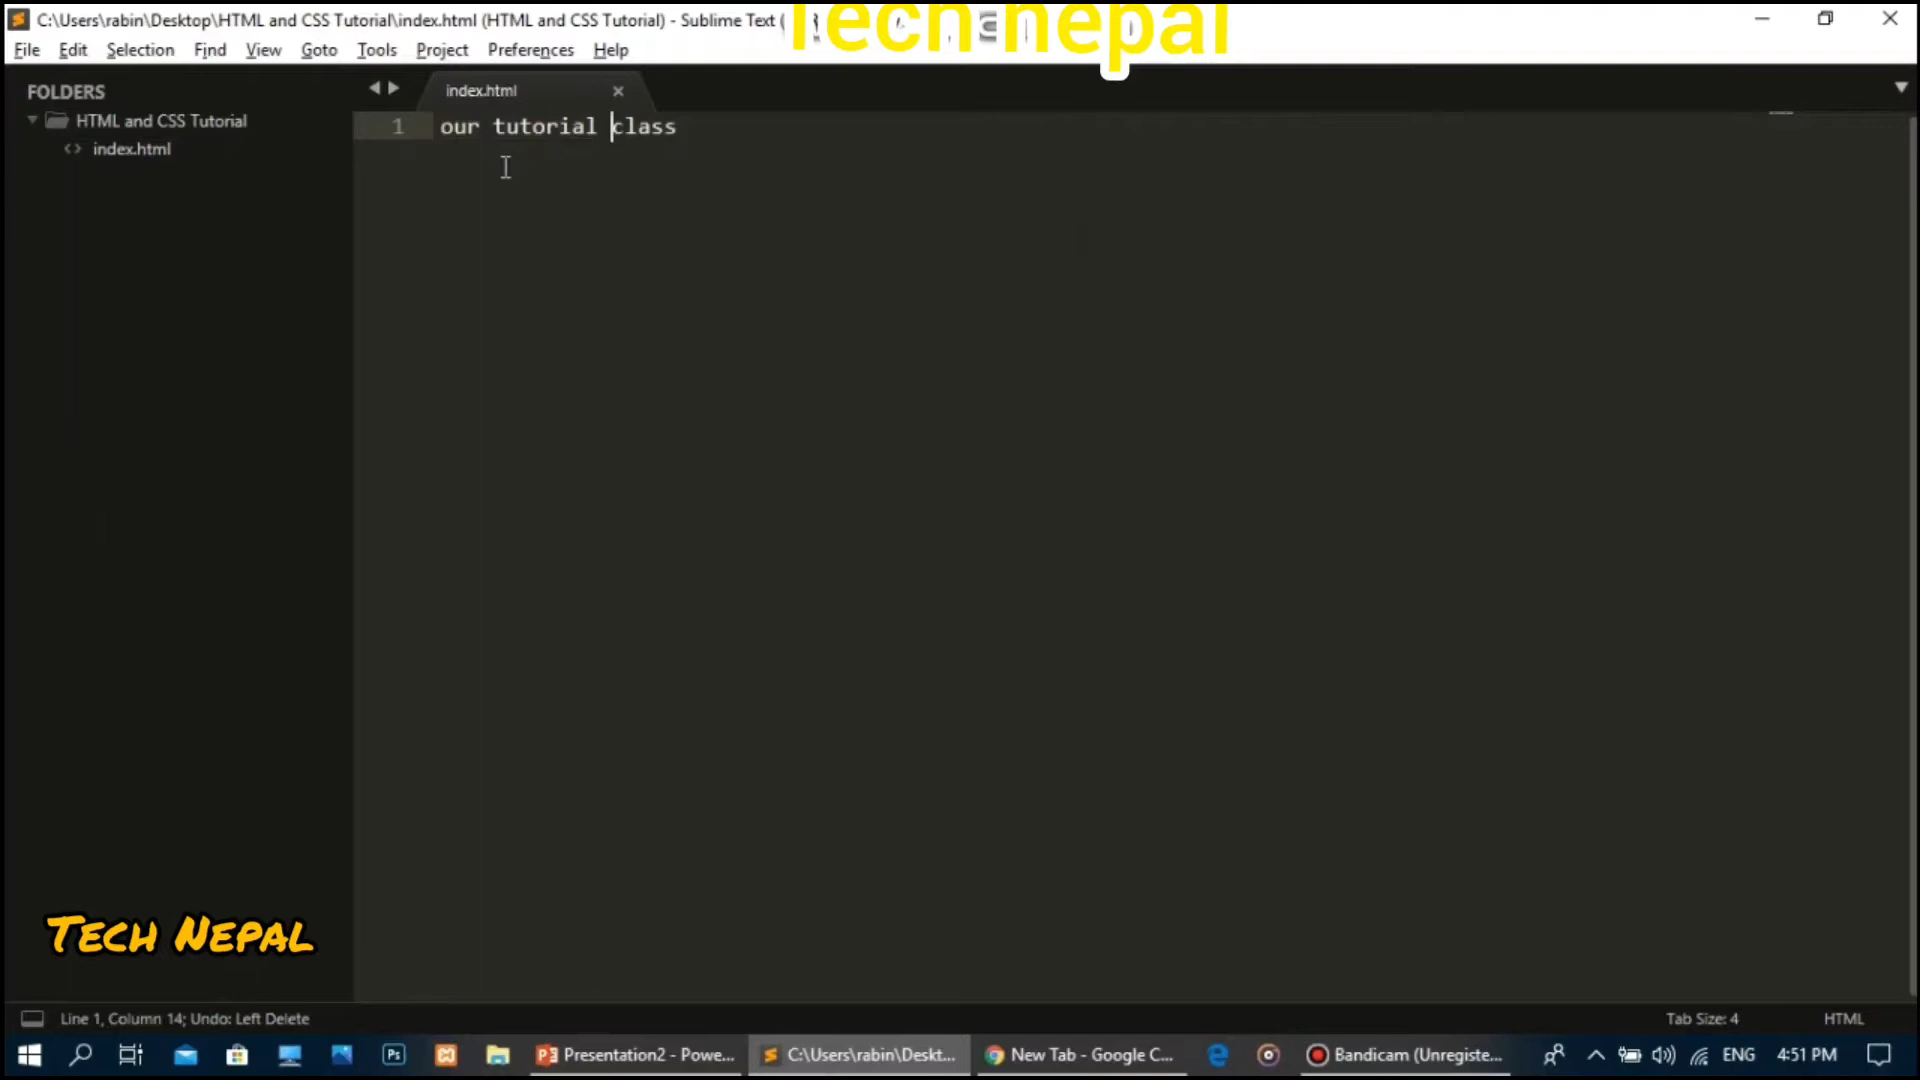 C:\Users\rabin\Desktop\HTML and CSS Tutorial\index.html (HTML and CSS Tutorial) - Sublime Text (
Tech nepal
File Edit Selection Find View Goto Tools Project Preferences Help
FOLDERS
HTML and CSS Tutorial
index.html
index.html
1 our tutorial class
Tech Nepal
Line 1, Column 14; Undo: Left Delete
Tab Size: 4
HTML
Presentation2 - Powe...
C:\Users\rabin\Deskt...
New Tab - Google C...
Bandicam (Unregiste...
ENG
4:51 PM